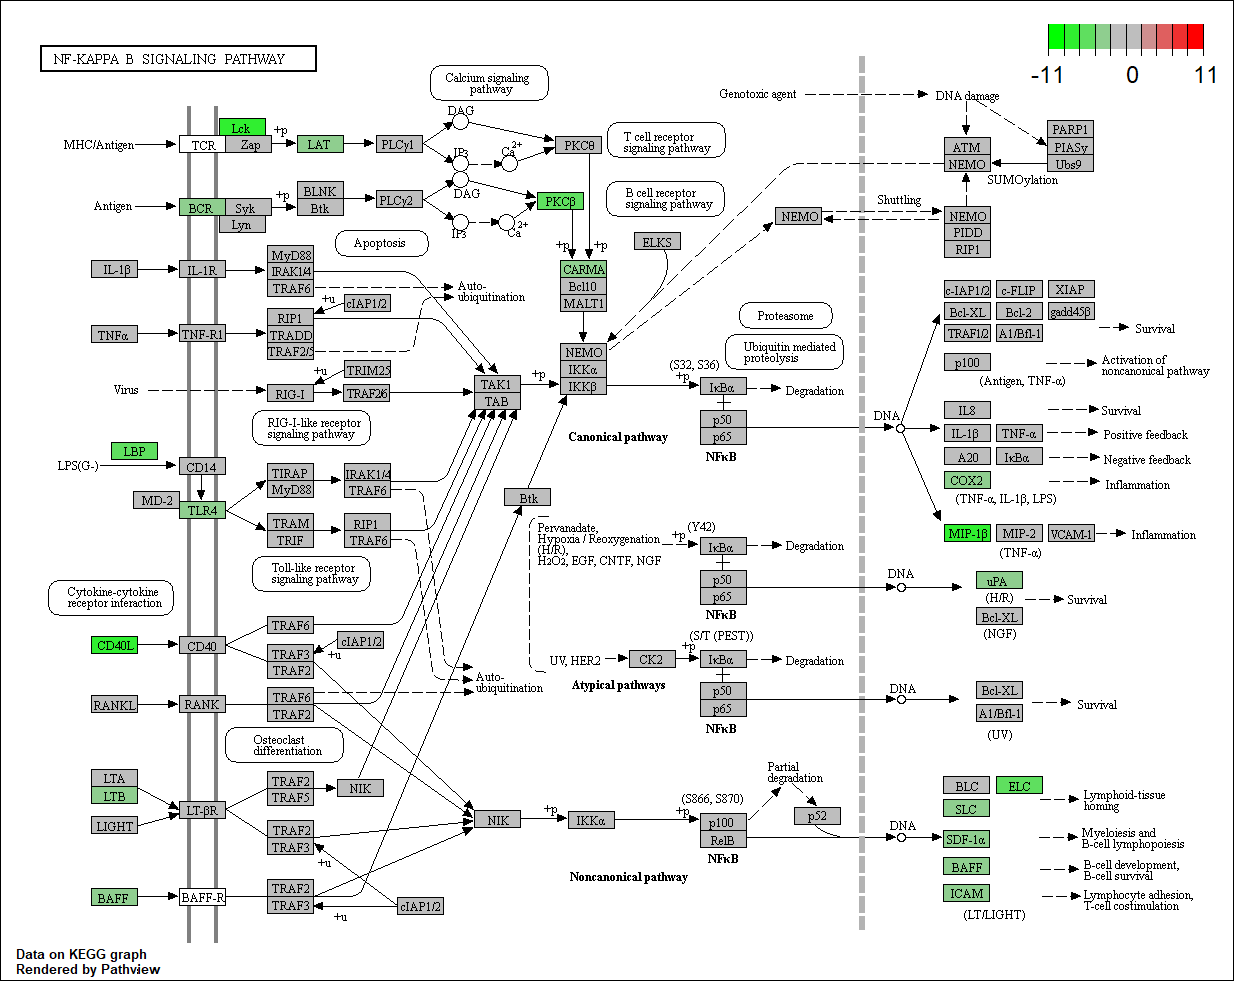 NF-KAPPA B SIGNALING PATHWAY
-11 0 11
Calcium signaling
pathway
Genotoxic agent
DNA damage
MHC/Antigen
TCR
Lck
Zap
+p
LAT
PLCγ1
DAG
IP3
Ca2+
PKCθ
T cell receptor
signaling pathway
ATM
NEMO
PARP1
PIASy
Ubs9
SUMOylation
Antigen
BCR
Syk
Lyn
+p
BLNK
Btk
PLCγ2
DAG
IP3
Ca2+
PKCβ
B cell receptor
signaling pathway
NEMO
Shuttling
NEMO
PIDD
RIP1
Apoptosis
+p
+p
ELKS
IL-1β
IL-1R
MyD88
IRAK1/4
TRAF6
Auto-
ubiquitination
CARMA
Bcl10
MALT1
TNFα
TNF-R1
RIP1
TRADD
TRAF2/5
+u
cIAP1/2
Proteasome
Ubiquitin mediated
proteolysis
c-IAP1/2
c-FLIP
XIAP
Bcl-XL
Bcl-2
gadd45β
TRAF1/2
A1/Bfl-1
Survival
NEMO
IKKα
IKKβ
Virus
RIG-I
+u
TRIM25
TRAF2/6
TAK1
TAB
+p
(S32, S36)
+p
IκBα
Degradation
p50
p65
NFκB
Canonical pathway
p100
Activation of
noncanonical pathway
(Antigen, TNF-α)
DNA
IL8
Survival
IL-1β
TNF-α
Positive feedback
A20
IκBα
Negative feedback
COX2
Inflammation
(TNF-α, IL-1β, LPS)
RIG-I-like receptor
signaling pathway
LBP
LPS(G-)
CD14
MD-2
TLR4
TIRAP
MyD88
IRAK1/4
TRAF6
TRAM
TRIF
RIP1
TRAF6
Btk
MIP-1β
MIP-2
VCAM-1
Inflammation
(TNF-α)
Toll-like receptor
signaling pathway
Pervanadate,
Hypoxia / Reoxygenation
(H/R),
H2O2, EGF, CNTF, NGF
(Y42)
+p
IκBα
Degradation
p50
p65
NFκB
DNA
uPA
(H/R)
Bcl-XL
(NGF)
Survival
Cytokine-cytokine
receptor interaction
CD40L
CD40
TRAF6
TRAF3
TRAF2
+u
cIAP1/2
Auto-
ubiquitination
UV, HER2
CK2
(S/T (PEST))
+p
IκBα
Degradation
Atypical pathways
p50
p65
NFκB
DNA
Bcl-XL
A1/Bfl-1
(UV)
Survival
RANKL
RANK
TRAF6
TRAF2
Osteoclast
differentiation
LTA
LTB
LIGHT
LT-βR
TRAF2
TRAF5
NIK
TRAF2
TRAF3
+u
NIK
+p
IKKα
(S866, S870)
+p
p100
RelB
NFκB
Partial
degradation
p52
DNA
Noncanonical pathway
BLC
ELC
SLC
Lymphoid-tissue
homing
SDF-1α
Myeloiesis and
B-cell lymphopoiesis
BAFF
B-cell development,
B-cell survival
ICAM
Lymphocyte adhesion,
T-cell costimulation
(LT/LIGHT)
BAFF
BAFF-R
TRAF2
TRAF3
+u
cIAP1/2
Data on KEGG graph
Rendered by Pathview